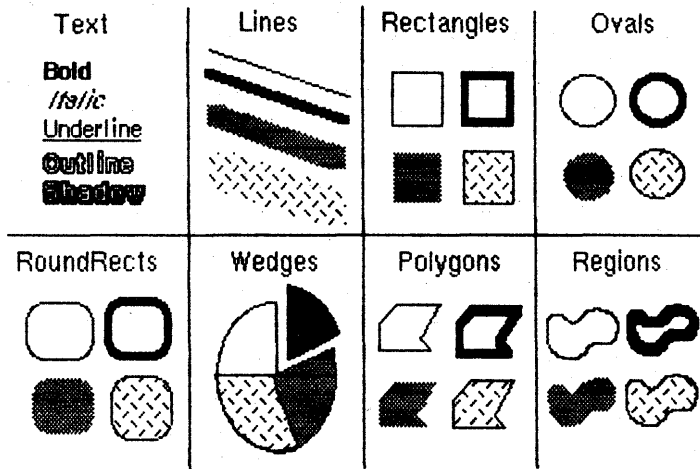 Text
Bold
Italic
Underline
Outline
Shadow
Lines
Rectangles
Ovals
RoundRects
Wedges
Polygons
Regions